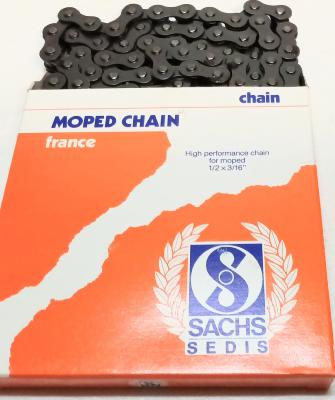 chain
MOPED CHAIN
france
High performance chain
for moped
1/2 x 3/16"
S
SACHS
SEDIS